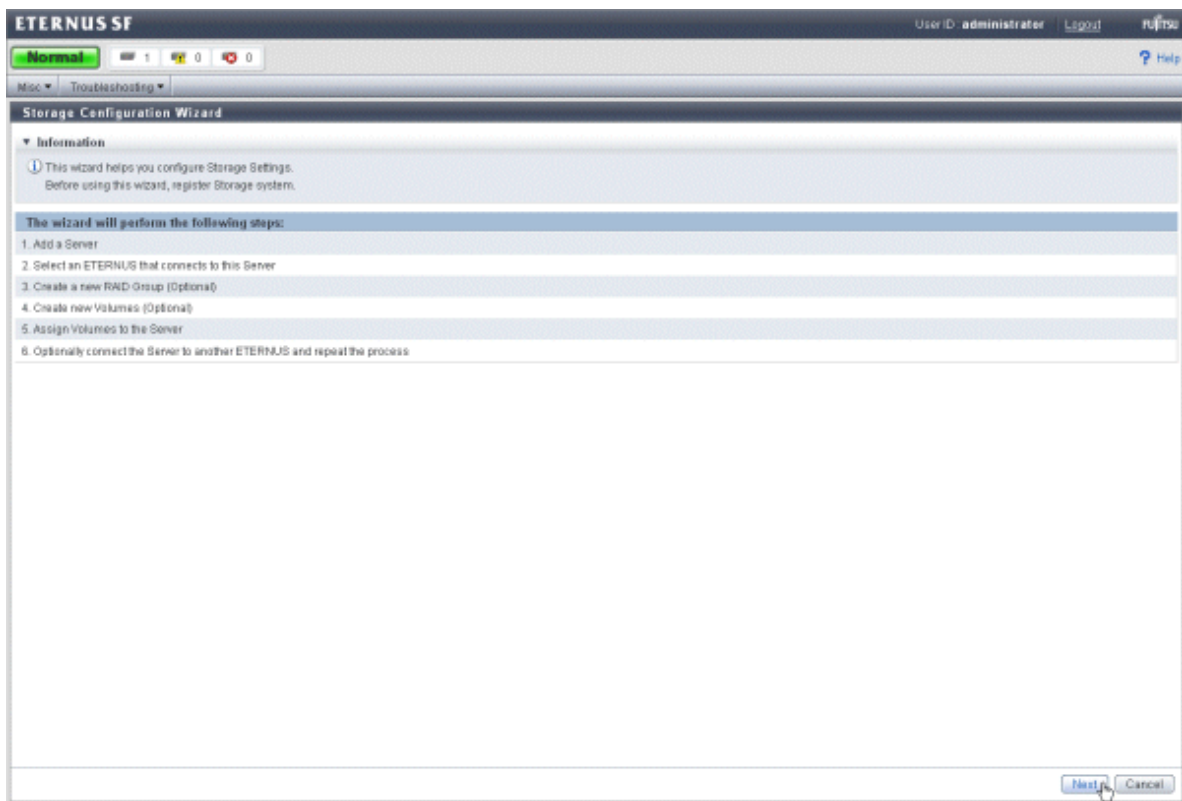 ETERNUS SF
UserID: administrator Logout FUJITSU
Normal 1 0 0 ? Help
Misc Troubleshooting
Storage Configuration Wizard
Information
This wizard helps you configure Storage Settings.
Before using this wizard, register Storage system.
The wizard will perform the following steps:
1. Add a Server
2. Select an ETERNUS that connects to this Server
3. Create a new RAID Group (Optional)
4. Create new Volumes (Optional)
5. Assign Volumes to the Server
6. Optionally connect the Server to another ETERNUS and repeat the process
Next Cancel